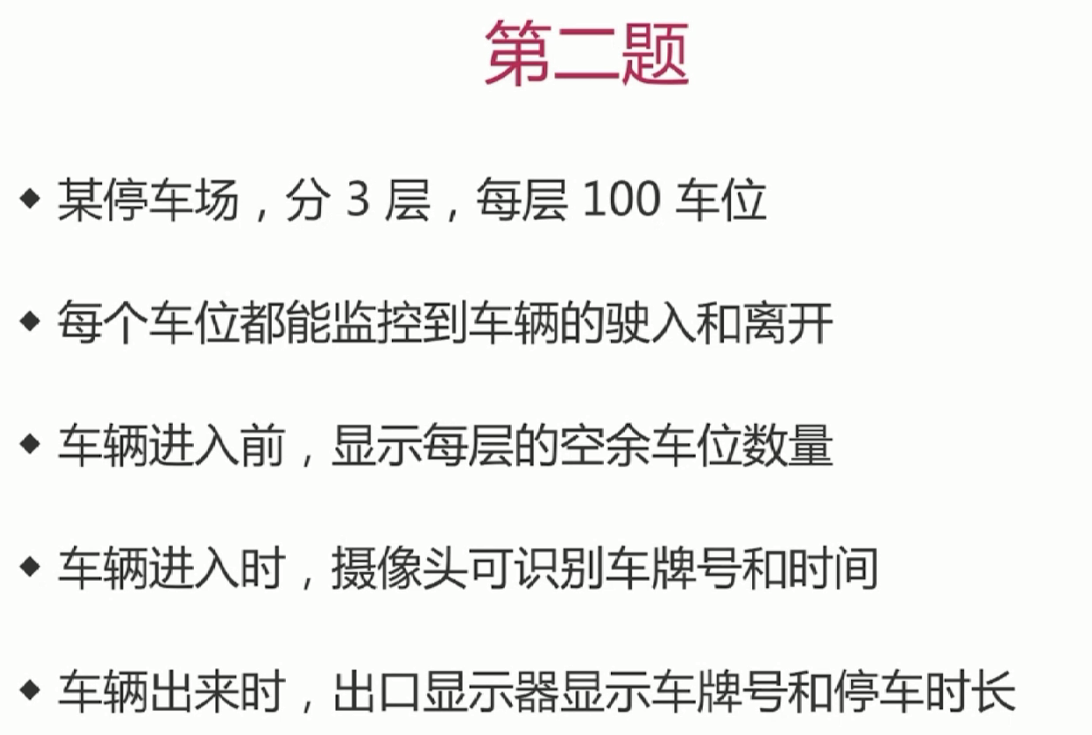 第二题
◆ 某停车场，分 3 层，每层 100 车位
◆ 每个车位都能监控到车辆的驶入和离开
◆ 车辆进入前，显示每层的空余车位数量
◆ 车辆进入时，摄像头可识别车牌号和时间
◆ 车辆出来时，出口显示器显示车牌号和停车时长